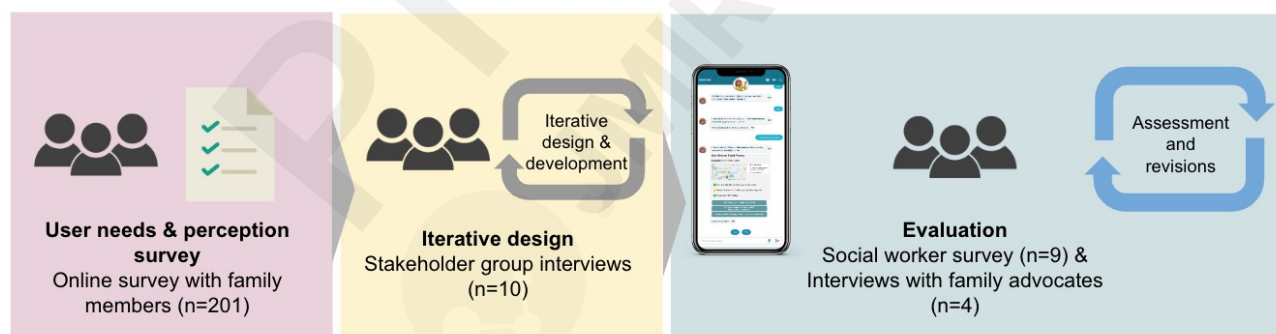 User needs & perception
survey
Online survey with family
members (n=201)
Iterative
design &
development
Iterative design
Stakeholder group interviews
(n=10)
Assessment
and
revisions
Evaluation
Social worker survey (n=9) &
Interviews with family advocates
(n=4)